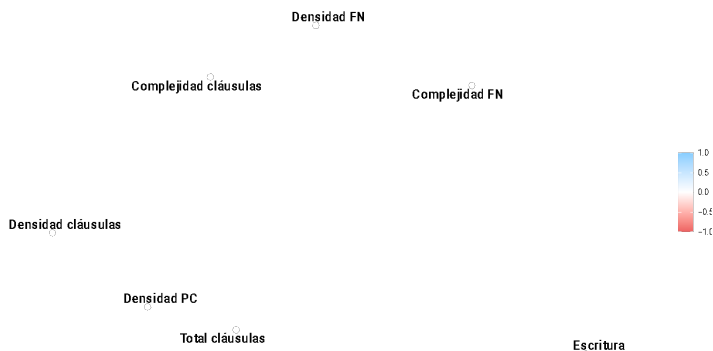 Densidad FN
Complejidad cláusulas
Complejidad FN
1.0
0.5
0.0
-0.5
-1.0
Densidad cláusulas
Densidad PC
Total cláusulas
Escritura